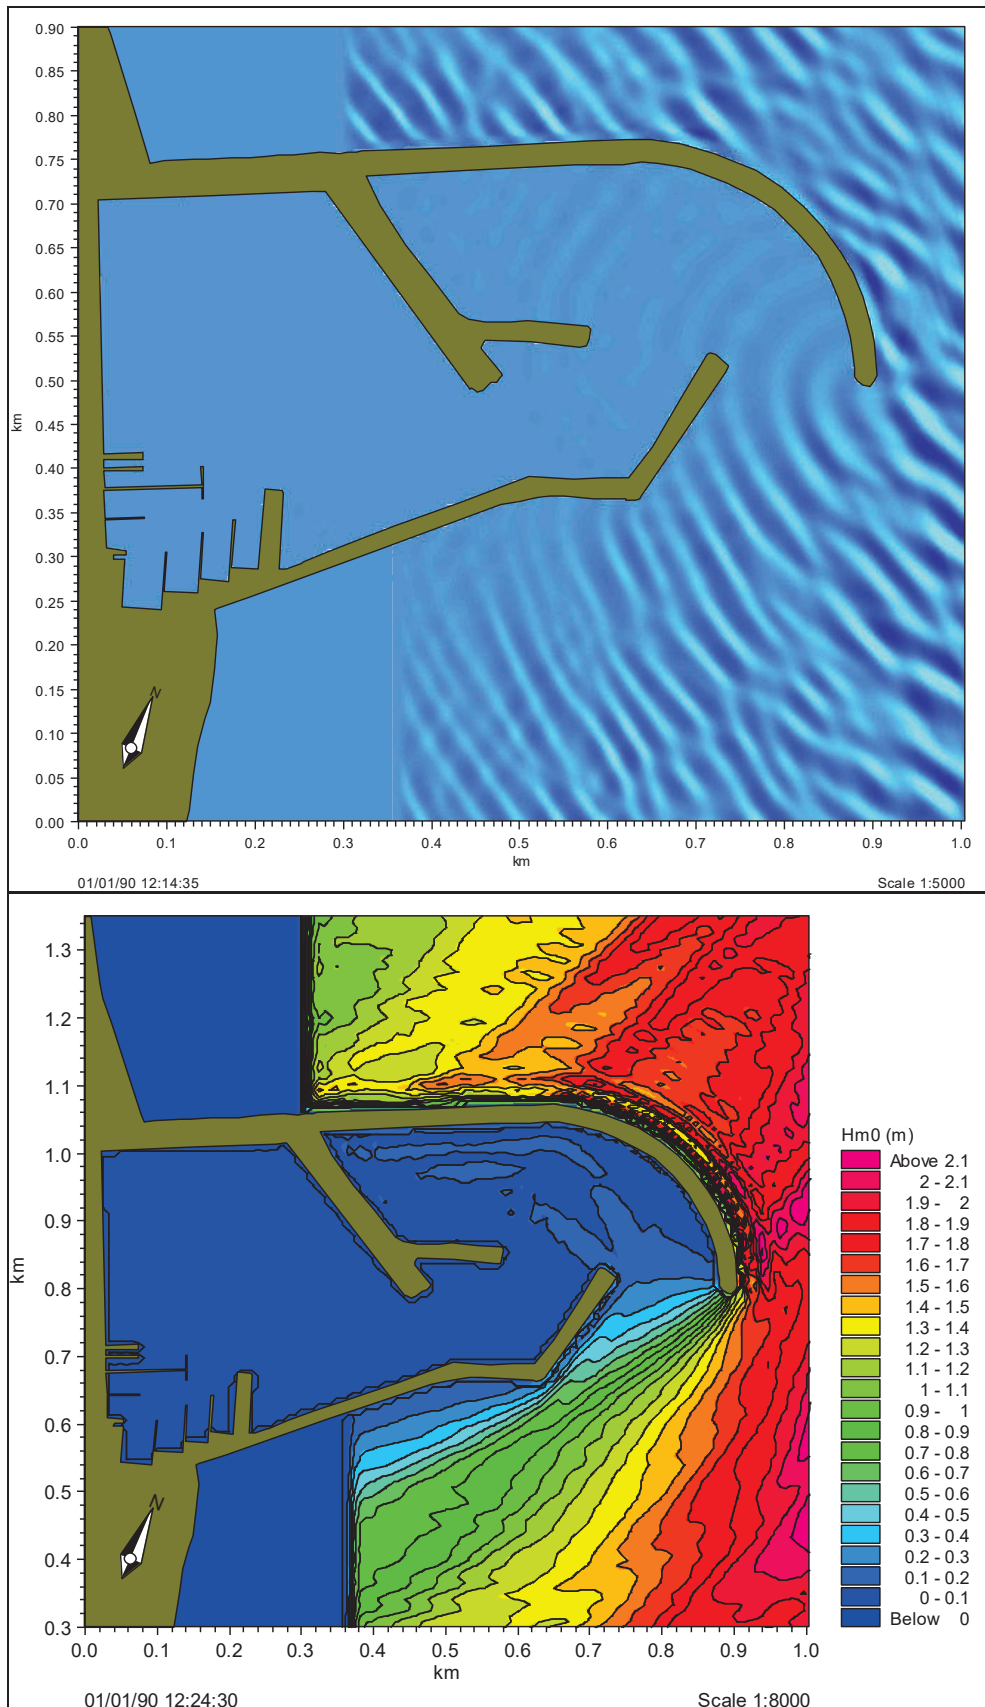 0.90
0.85
0.80
0.75
0.70
0.65
0.60
0.55
0.50
km
0.45
0.40
0.35
0.30
0.25
0.20
0.15
N
0.10
0.05
0.00
0.0 0.1 0.2 0.3 0.4 0.5 0.6 0.7 0.8 0.9 1.0
km
01/01/90 12:14:35 Scale 1:5000
1.3
1.2
1.1
1.0
0.9
km
0.8
0.7
0.6
0.5
N
0.4
0.3
0.0 0.1 0.2 0.3 0.4 0.5 0.6 0.7 0.8 0.9 1.0
km
01/01/90 12:24:30 Scale 1:8000
Hm0 (m)
Above 2.1
2 - 2.1
1.9 - 2
1.8 - 1.9
1.7 - 1.8
1.6 - 1.7
1.5 - 1.6
1.4 - 1.5
1.3 - 1.4
1.2 - 1.3
1.1 - 1.2
1 - 1.1
0.9 - 1
0.8 - 0.9
0.7 - 0.8
0.6 - 0.7
0.5 - 0.6
0.4 - 0.5
0.3 - 0.4
0.2 - 0.3
0.1 - 0.2
0 - 0.1
Below 0